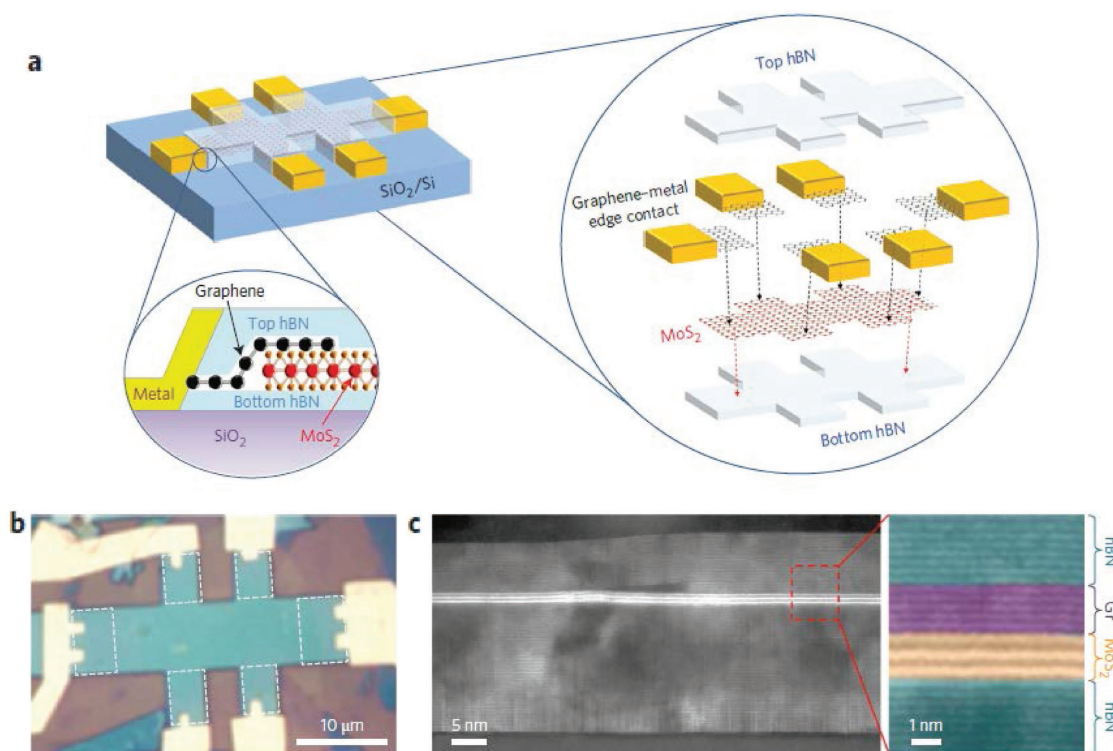 a
Top hBN
SiO₂/Si
Graphene–metal
edge contact
Graphene
Top hBN
Metal
Bottom hBN
SiO₂
MoS₂
MoS₂
Bottom hBN
b
10 μm
c
5 nm
1 nm
hBN
Gr
MoS₂
hBN